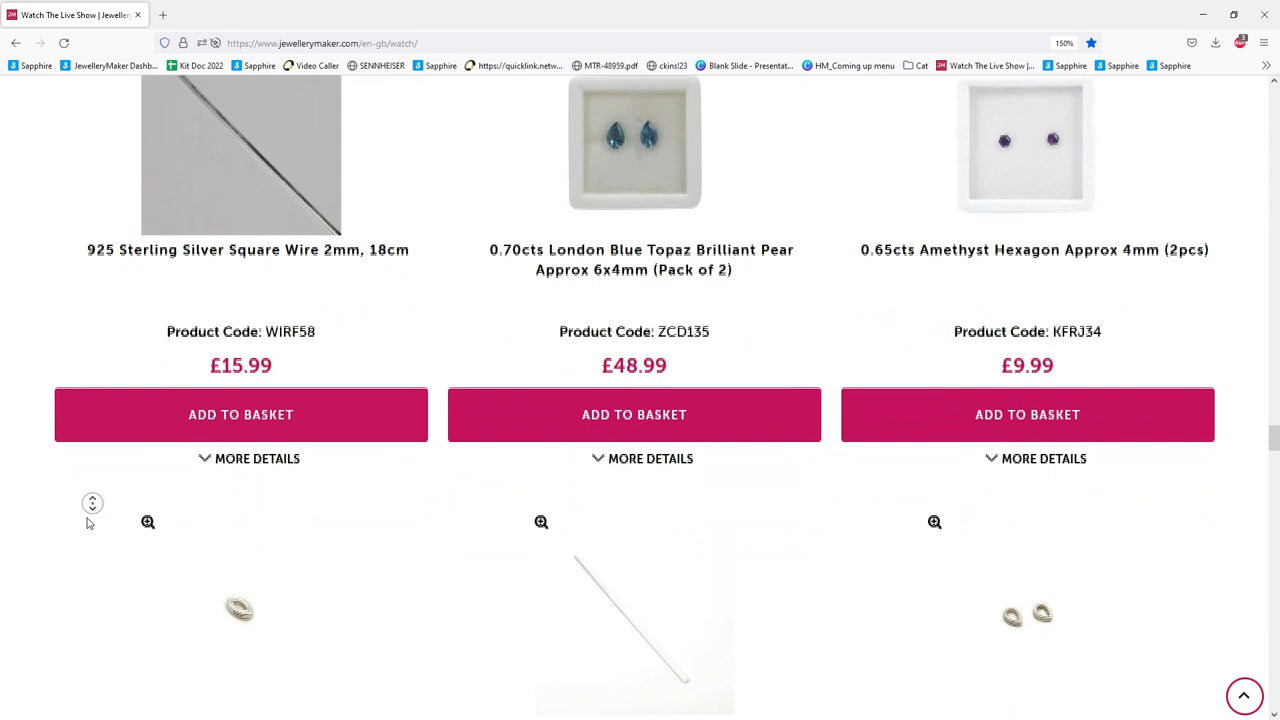 Watch The Live Show | Jeweller
https://www.jewellerymaker.com/en-gb/watch/
150%
3
Sapphire
JewelleryMaker Dashb...
Kit Doc 2022
Sapphire
Video Caller
SENNHEISER
Sapphire
https://quicklink.netw...
MTR-48959.pdf
ckins!23
Blank Slide - Presentat...
HM_Coming up menu
Cat
Watch The Live Show |...
Sapphire
Sapphire
Sapphire
925 Sterling Silver Square Wire 2mm, 18cm
Product Code: WIRF58
£15.99
ADD TO BASKET
MORE DETAILS
0.70cts London Blue Topaz Brilliant Pear
Approx 6x4mm (Pack of 2)
Product Code: ZCD135
£48.99
ADD TO BASKET
MORE DETAILS
0.65cts Amethyst Hexagon Approx 4mm (2pcs)
Product Code: KFRJ34
£9.99
ADD TO BASKET
MORE DETAILS